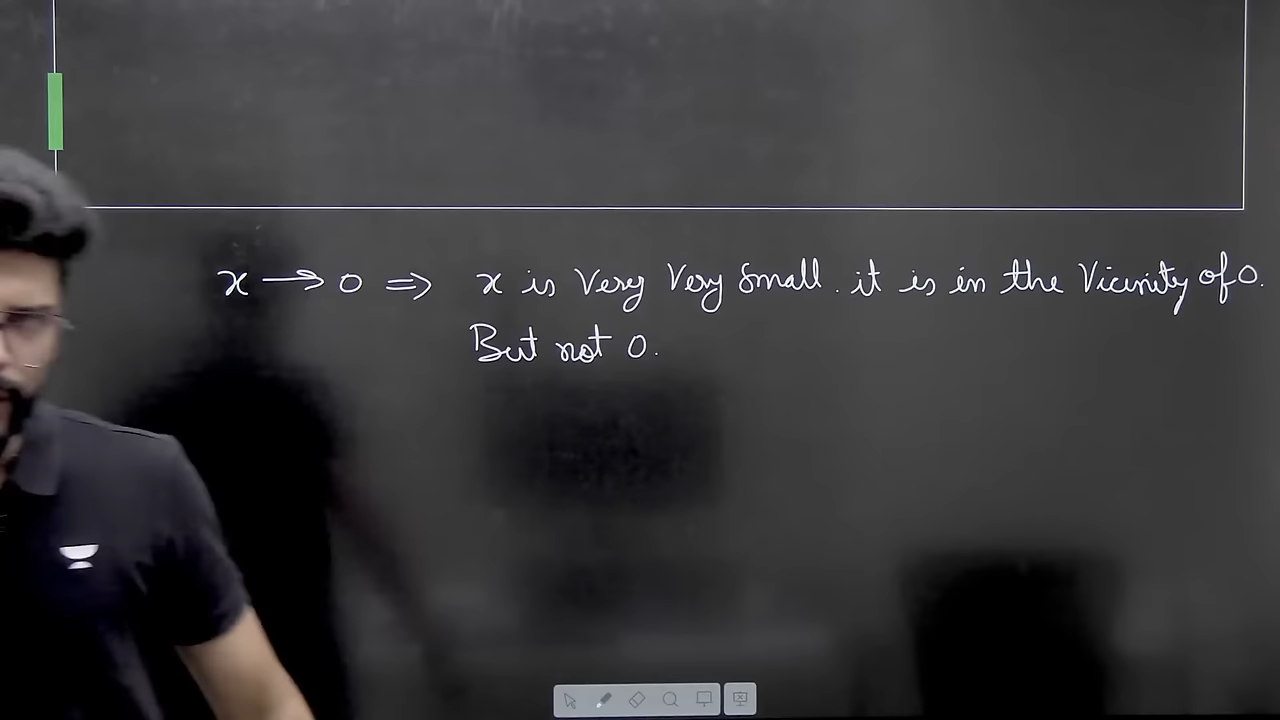 x → 0 ⇒ x is very very small. it is in the vicinity of 0.
But not 0.